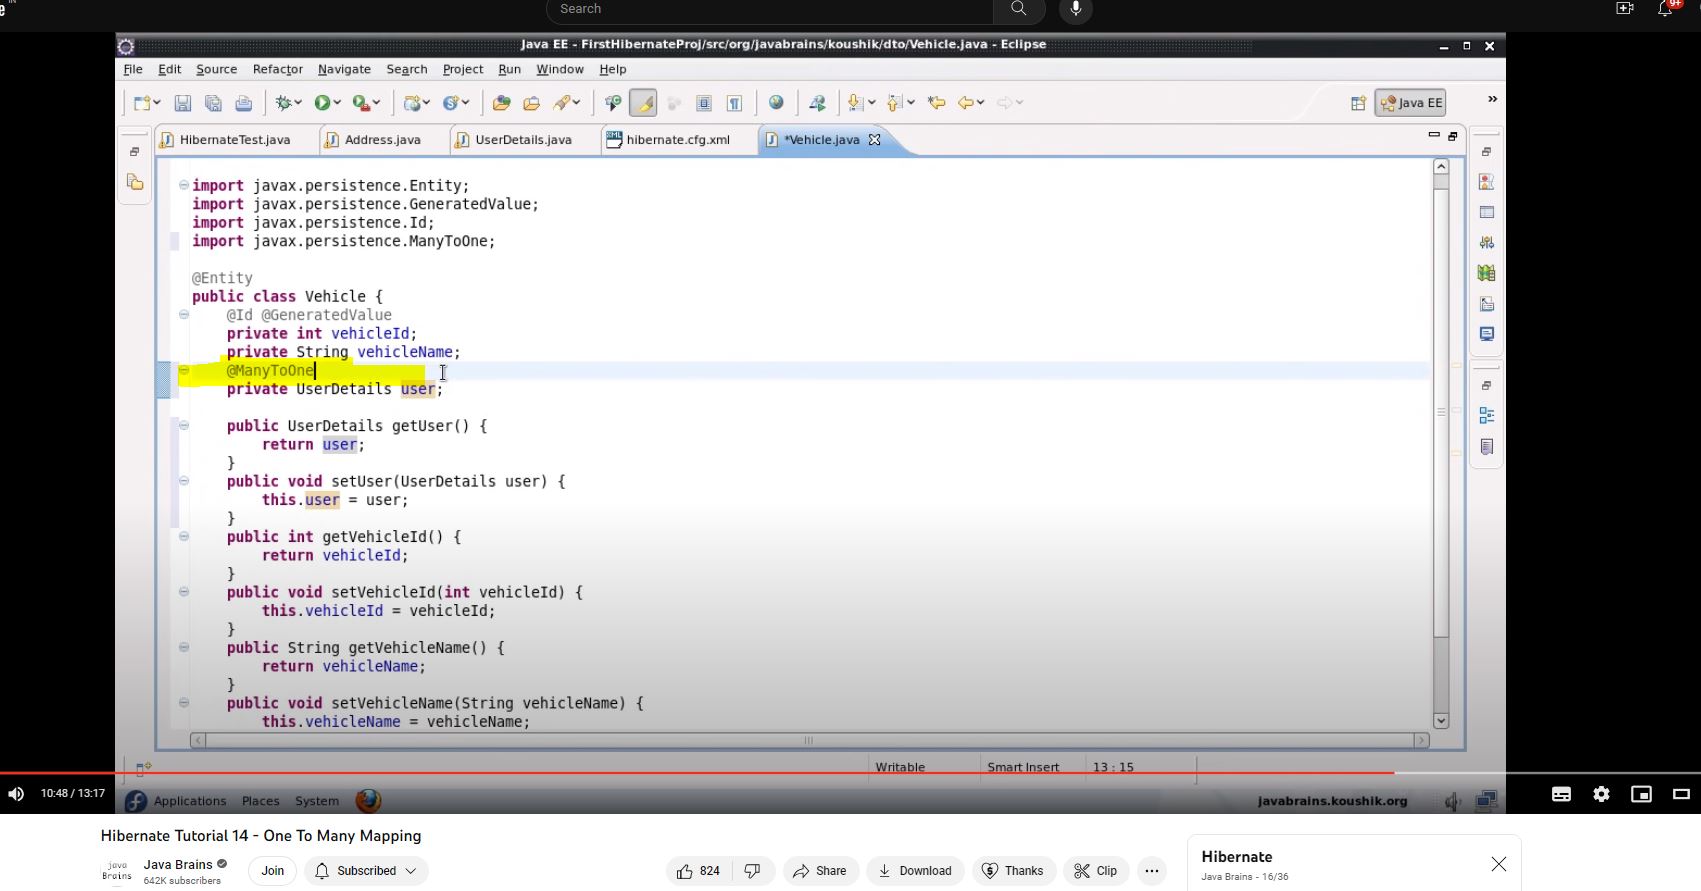 e
IN
Search
9+
Java EE - FirstHibernateProj/src/org/javabrains/koushik/dto/Vehicle.java - Eclipse
File Edit Source Refactor Navigate Search Project Run Window Help
Java EE
»
HibernateTest.java Address.java UserDetails.java hibernate.cfg.xml *Vehicle.java
import javax.persistence.Entity;
import javax.persistence.GeneratedValue;
import javax.persistence.Id;
import javax.persistence.ManyToOne;
@Entity
public class Vehicle {
@Id @GeneratedValue
private int vehicleId;
private String vehicleName;
@ManyToOne
private UserDetails user;
public UserDetails getUser() {
return user;
}
public void setUser(UserDetails user) {
this.user = user;
}
public int getVehicleId() {
return vehicleId;
}
public void setVehicleId(int vehicleId) {
this.vehicleId = vehicleId;
}
public String getVehicleName() {
return vehicleName;
}
public void setVehicleName(String vehicleName) {
this.vehicleName = vehicleName;
Writable Smart Insert 13 : 15
10:48 / 13:17
Applications Places System
javabrains.koushik.org
Hibernate Tutorial 14 - One To Many Mapping
java
Brains
Java Brains
642K subscribers
Join
Subscribed
824
Share
Download
Thanks
Clip
...
Hibernate
Java Brains - 16/36